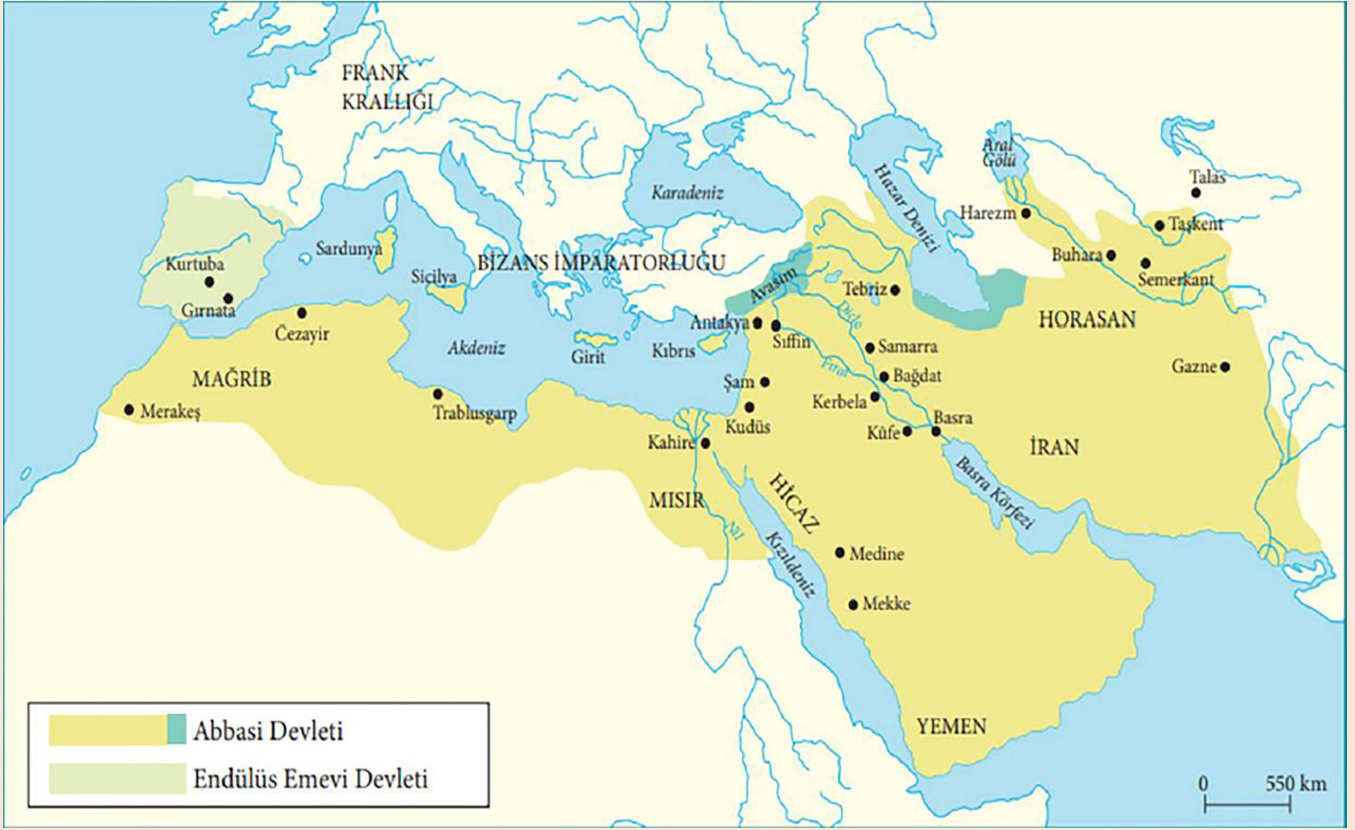 FRANK
KRALLIĞI
Aral
Gölü
Talas
Hazar Denizi
Karadeniz
Harezm
Taşkent
Sardunya
BİZANS İMPARATORLUĞU
Buhara
Kurtuba
Sicilya
Avasim
Semerkant
Tebriz
Gırnata
Dicle
HORASAN
Antakya
Čezayir
Sıffin
Akdeniz
Girit
Kıbrıs
Samarra
Fırat
Gazne
MAĞRİB
Bağdat
Şam
Kerbela
Merakeş
Trablusgarp
Kudüs
Basra
Kûfe
Kahire
İRAN
Basra Körfezi
MISIR
HİCAZ
Nil
Kızıldeniz
Medine
Mekke
YEMEN
Abbasi Devleti
Endülüs Emevi Devleti
0 550 km